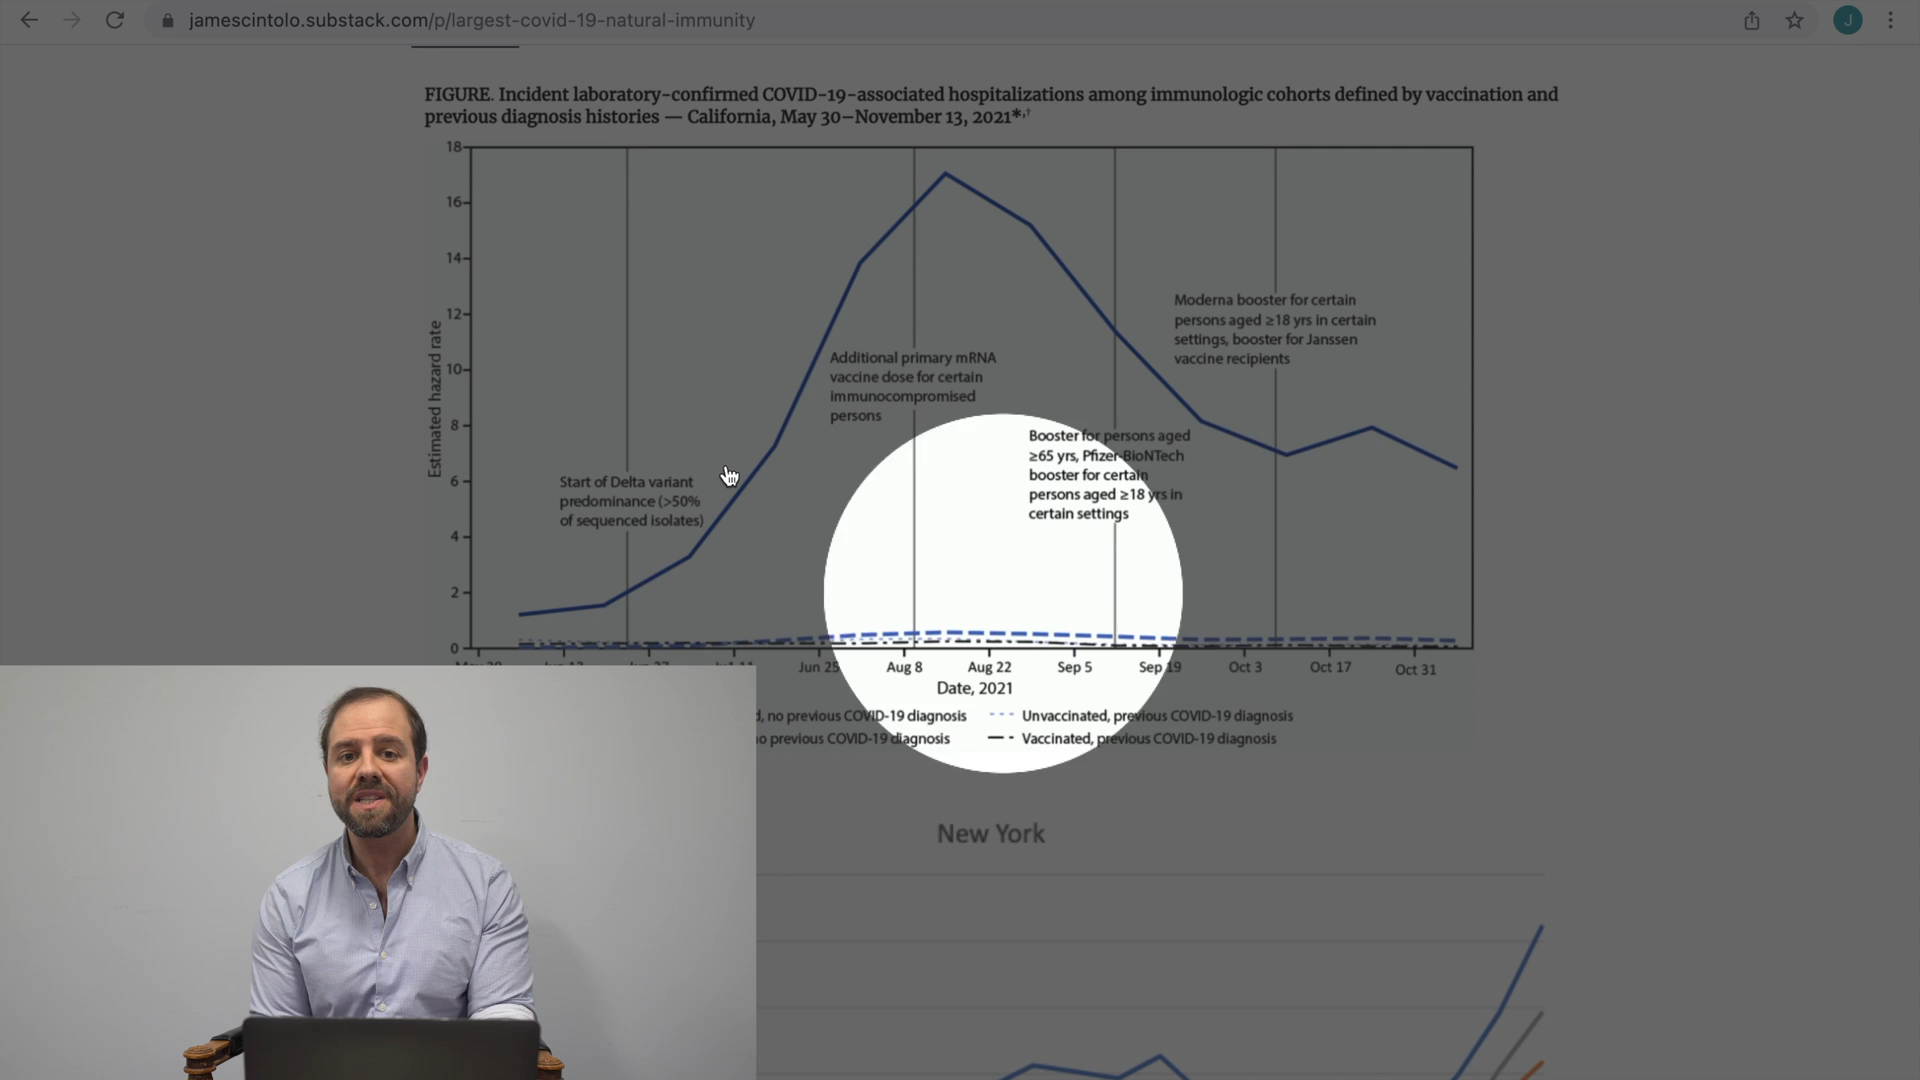 jamescintolo.substack.com/p/largest-covid-19-natural-immunity
J
FIGURE. Incident laboratory-confirmed COVID-19-associated hospitalizations among immunologic cohorts defined by vaccination and
previous diagnosis histories — California, May 30–November 13, 2021*,†
18
16
14
12
10
8
6
4
2
0
Estimated hazard rate
Start of Delta variant
predominance (>50%
of sequenced isolates)
Additional primary mRNA
vaccine dose for certain
immunocompromised
persons
Booster for persons aged
≥65 yrs, Pfizer-BioNTech
booster for certain
persons aged ≥18 yrs in
certain settings
Moderna booster for certain
persons aged ≥18 yrs in certain
settings, booster for Janssen
vaccine recipients
Jun 25 Aug 8 Aug 22 Sep 5 Sep 19 Oct 3 Oct 17 Oct 31
Date, 2021
no previous COVID-19 diagnosis Unvaccinated, previous COVID-19 diagnosis
no previous COVID-19 diagnosis Vaccinated, previous COVID-19 diagnosis
New York